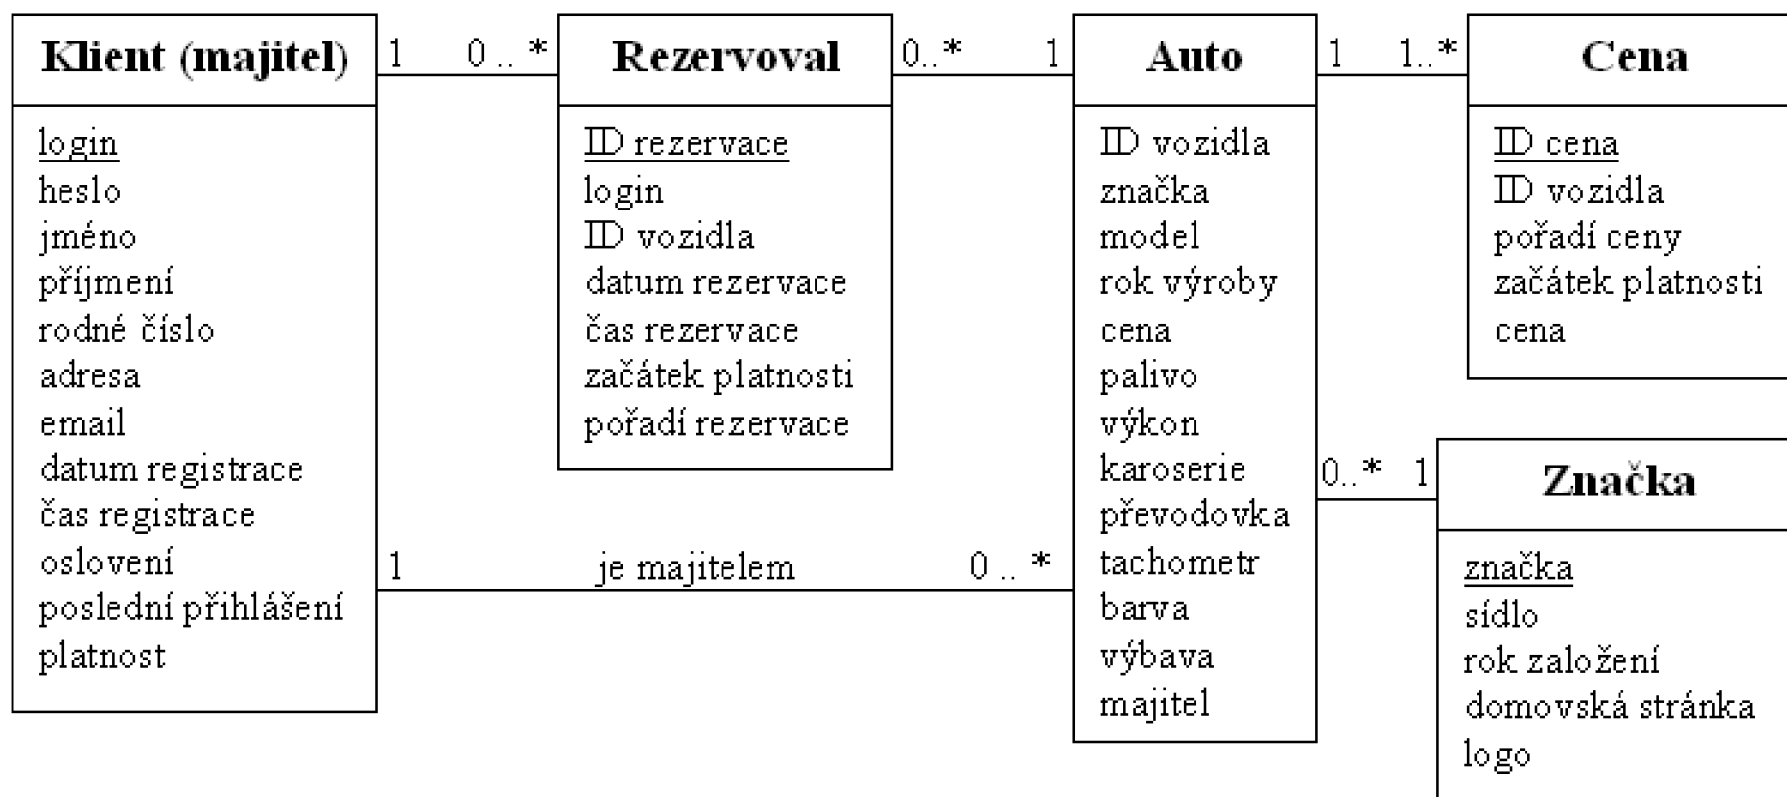 Klient (majitel)
login
heslo
jméno
příjmení
rodné číslo
adresa
email
datum registrace
čas registrace
oslovení
poslední přihlášení
platnost
1
0 .. *
Rezervoval
ID rezervace
login
ID vozidla
datum rezervace
čas rezervace
začátek platnosti
pořadí rezervace
0..*
1
Auto
ID vozidla
značka
model
rok výroby
cena
palivo
výkon
karoserie
převodovka
tachometr
barva
výbava
majitel
1
1..*
Cena
ID cena
ID vozidla
pořadí ceny
začátek platnosti
cena
0..*
1
Značka
značka
sídlo
rok založení
domovská stránka
logo
1
je majitelem
0 .. *